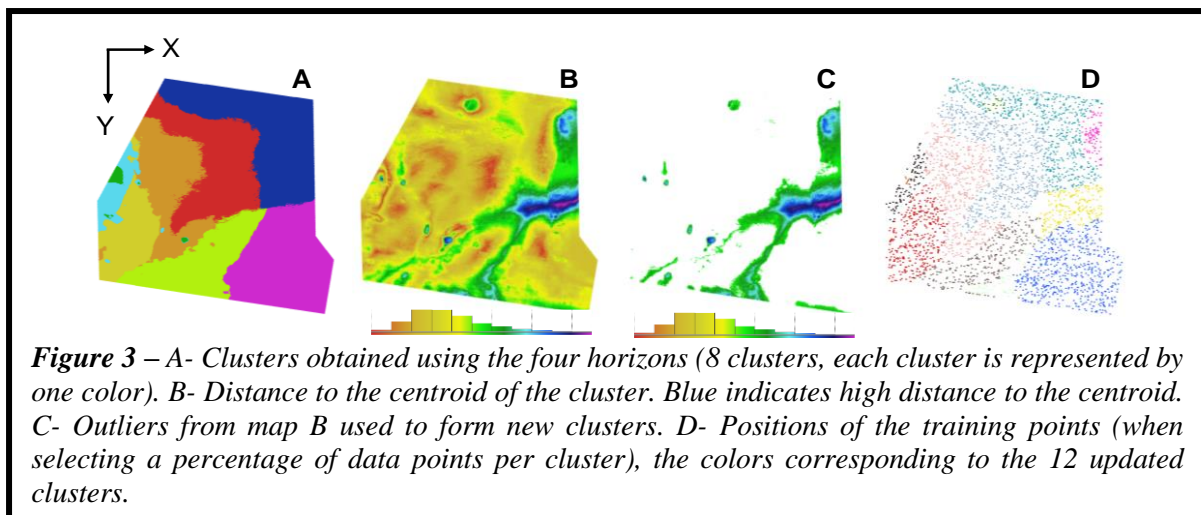 X
Y
A
B
C
D
Figure 3 – A- Clusters obtained using the four horizons (8 clusters, each cluster is represented by
one color). B- Distance to the centroid of the cluster. Blue indicates high distance to the centroid.
C- Outliers from map B used to form new clusters. D- Positions of the training points (when
selecting a percentage of data points per cluster), the colors corresponding to the 12 updated
clusters.